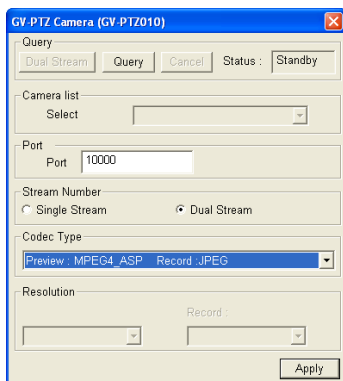 GV-PTZ Camera (GV-PTZ010)
Query
Dual Stream Query Cancel Status : Standby
Camera list
Select
Port
Port 10000
Stream Number
Single Stream Dual Stream
Codec Type
Preview : MPEG4_ASP Record :JPEG
Resolution
Record :
Apply